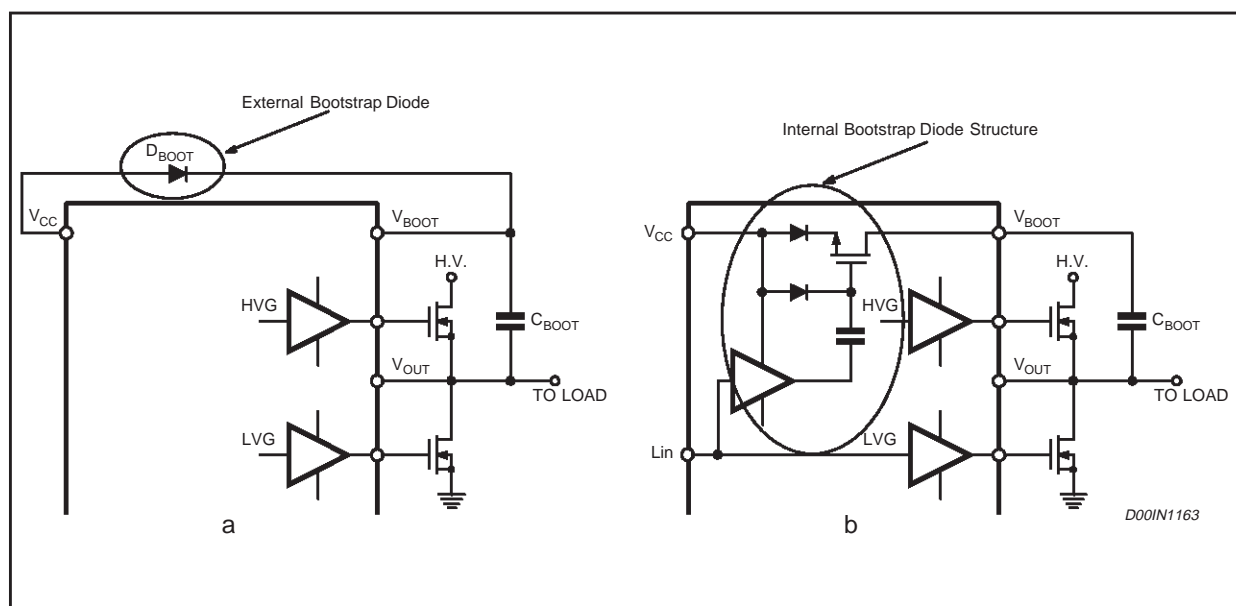 External Bootstrap Diode
D_BOOT
V_CC
V_BOOT
H.V.
HVG
C_BOOT
V_OUT
TO LOAD
LVG
a
Internal Bootstrap Diode Structure
V_CC
V_BOOT
H.V.
HVG
C_BOOT
V_OUT
TO LOAD
Lin
LVG
b
D00IN1163